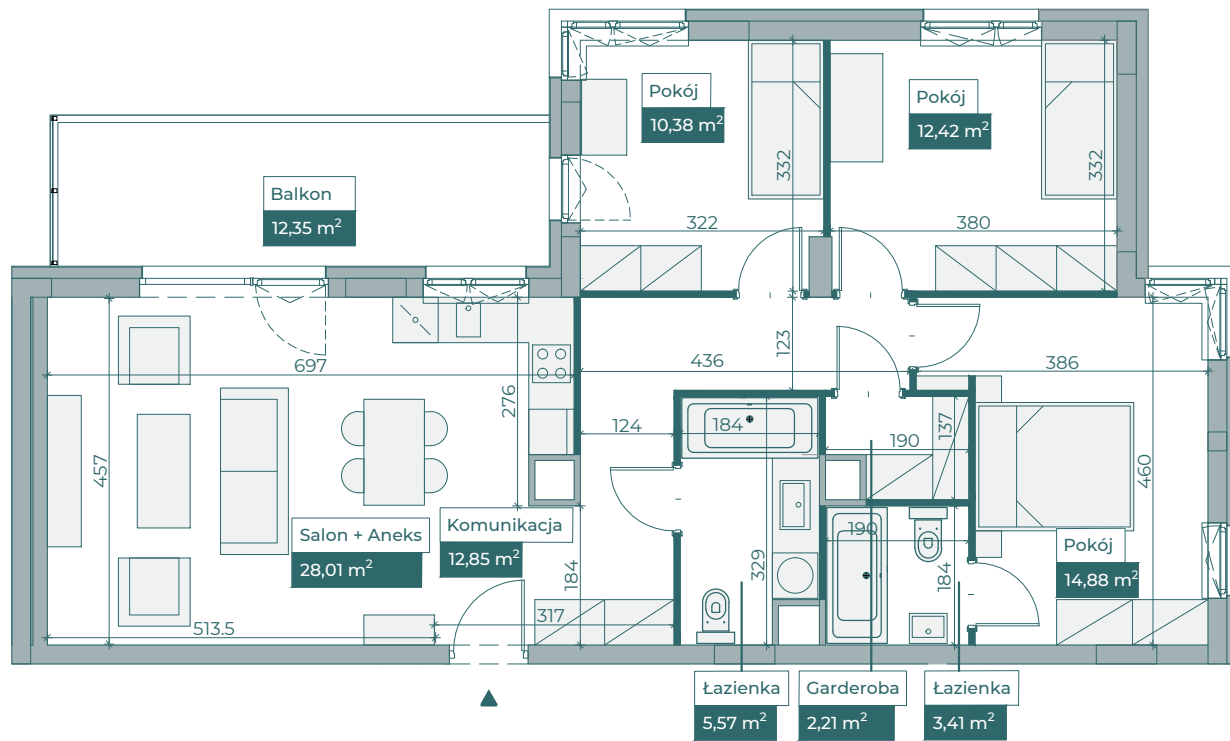 Pokój
10,38 m²
Pokój
12,42 m²
332
332
Balkon
12,35 m²
322
380
697
436
123
386
276
124
184
190
137
457
460
Salon + Aneks
28,01 m²
Komunikacja
12,85 m²
190
Pokój
14,88 m²
184
329
184
513.5
317
Łazienka
5,57 m²
Garderoba
2,21 m²
Łazienka
3,41 m²